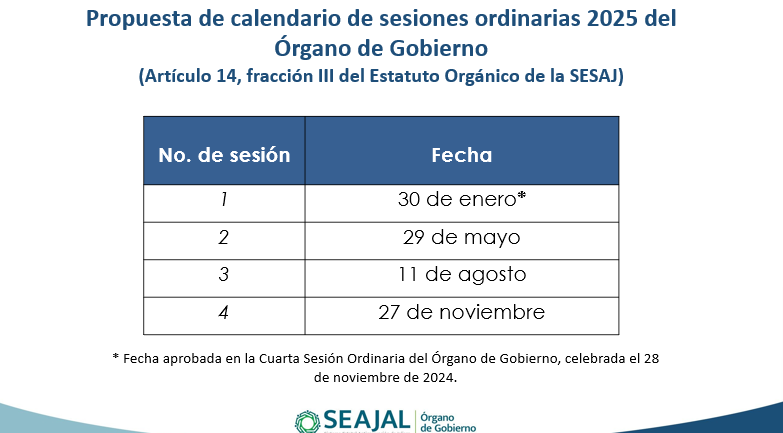 Propuesta de calendario de sesiones ordinarias 2025 del
Órgano de Gobierno
(Artículo 14, fracción III del Estatuto Orgánico de la SESAJ)
No. de sesión Fecha
1 30 de enero*
2 29 de mayo
3 11 de agosto
4 27 de noviembre
* Fecha aprobada en la Cuarta Sesión Ordinaria del Órgano de Gobierno, celebrada el 28
de noviembre de 2024.
SEAJAL Órgano
de Gobierno